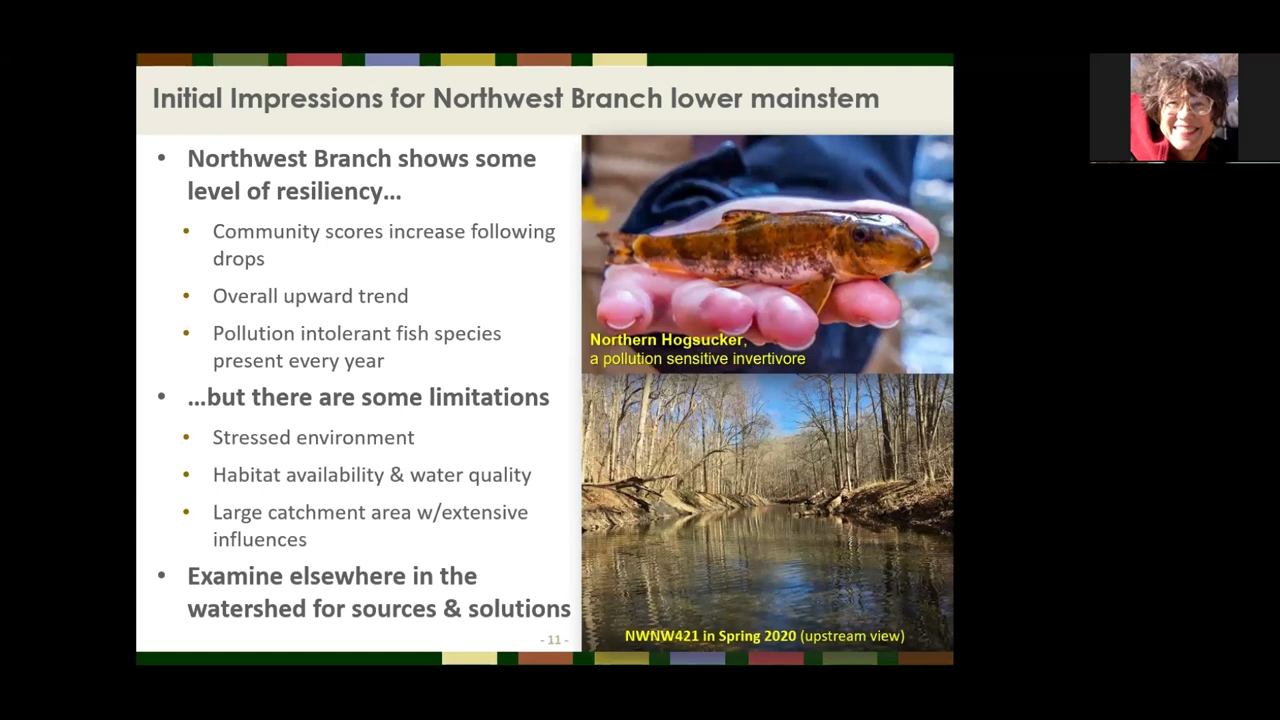 Initial Impressions for Northwest Branch lower mainstem
• Northwest Branch shows some
level of resiliency...
• Community scores increase following
drops
• Overall upward trend
• Pollution intolerant fish species
present every year
• ...but there are some limitations
• Stressed environment
• Habitat availability & water quality
• Large catchment area w/extensive
influences
• Examine elsewhere in the
watershed for sources & solutions
- 11 -
Northern Hogsucker,
a pollution sensitive invertivore
NWNW421 in Spring 2020 (upstream view)